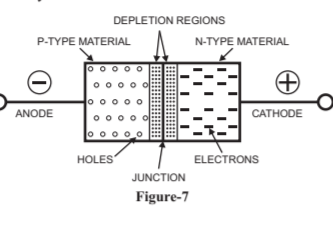 DEPLETION REGIONS
P-TYPE MATERIAL N-TYPE MATERIAL
− +
ANODE CATHODE
HOLES ELECTRONS
JUNCTION
Figure-7